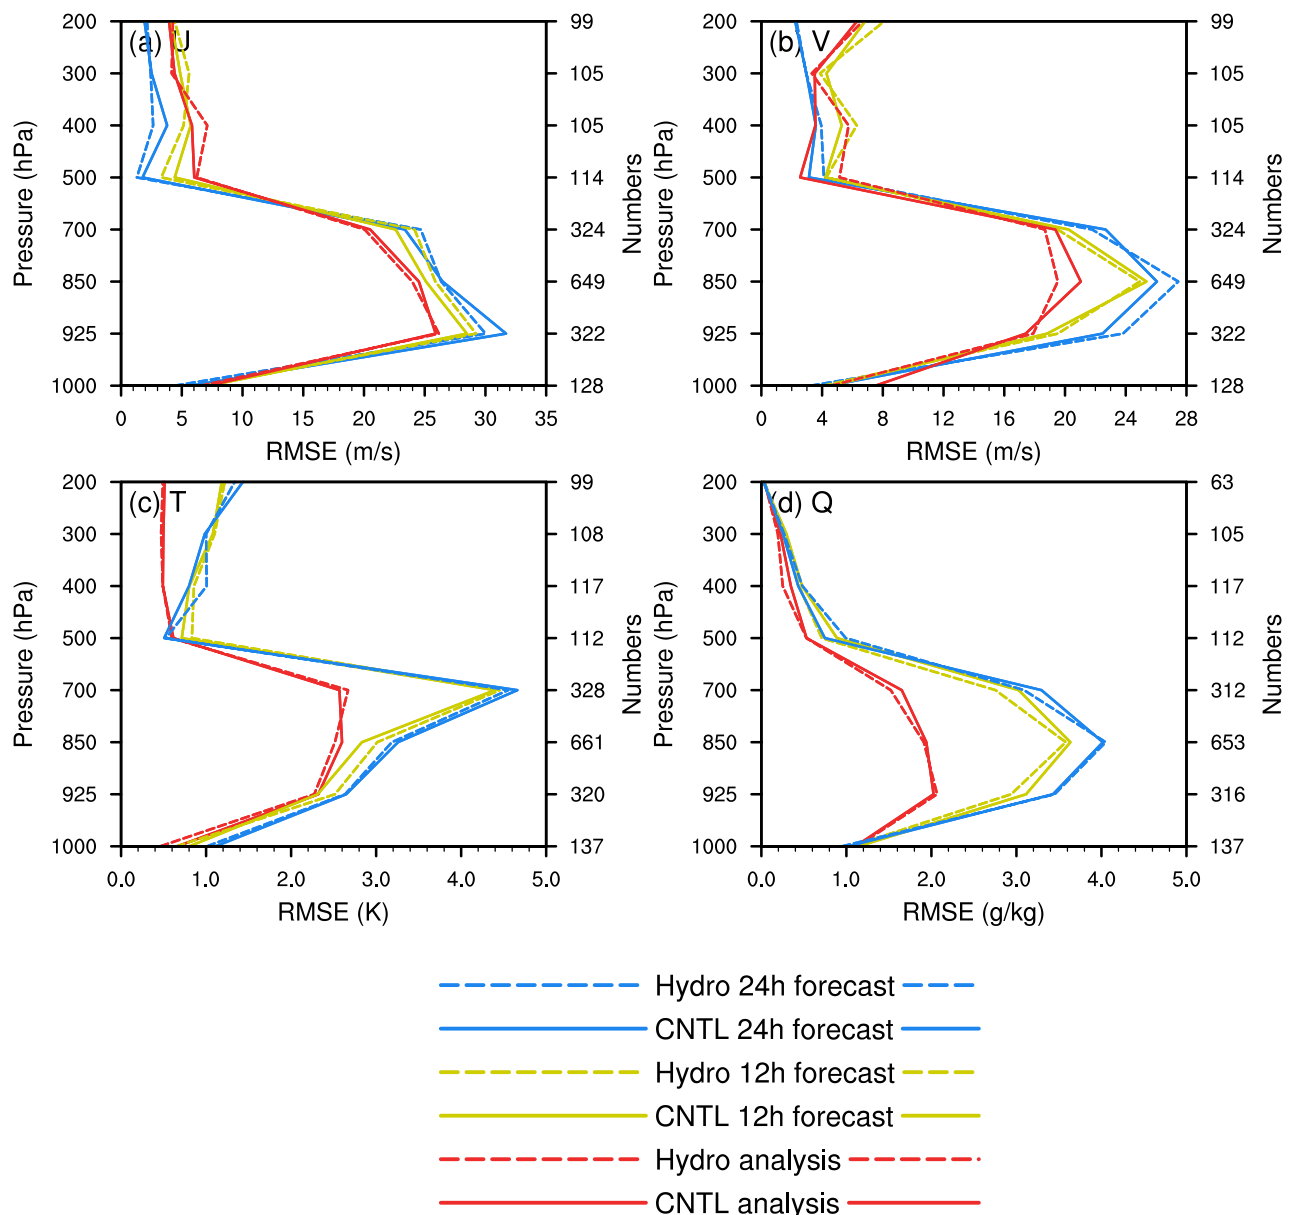 (a) U
200
300
400
500
700
850
925
1000
Pressure (hPa)
99
105
105
114
324
649
322
128
Numbers
0 5 10 15 20 25 30 35
RMSE (m/s)
(b) V
200
300
400
500
700
850
925
1000
Pressure (hPa)
99
105
105
114
324
649
322
128
Numbers
0 4 8 12 16 20 24 28
RMSE (m/s)
(c) T
200
300
400
500
700
850
925
1000
Pressure (hPa)
99
108
117
112
328
661
320
137
Numbers
0.0 1.0 2.0 3.0 4.0 5.0
RMSE (K)
(d) Q
200
300
400
500
700
850
925
1000
Pressure (hPa)
63
105
117
112
312
653
316
137
Numbers
0.0 1.0 2.0 3.0 4.0 5.0
RMSE (g/kg)
Hydro 24h forecast
CNTL 24h forecast
Hydro 12h forecast
CNTL 12h forecast
Hydro analysis
CNTL analysis